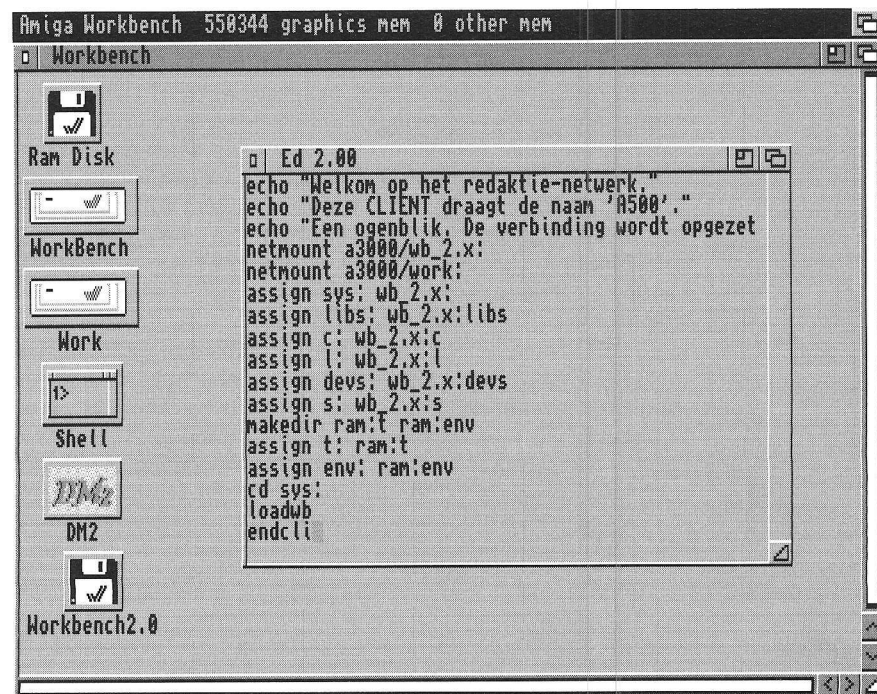 Amiga Workbench  550344 graphics mem  0 other mem
Workbench
Ram Disk
WorkBench
Work
1>
Shell
DM2
DM2
Workbench2.0
Ed 2.00
echo "Welkom op het redaktie-netwerk."
echo "Deze CLIENT draagt de naam 'A500'."
echo "Een ogenblik. De verbinding wordt opgezet
netmount a3000/wb_2.x:
netmount a3000/work:
assign sys: wb_2.x:
assign libs: wb_2.x:libs
assign c: wb_2.x:c
assign l: wb_2.x:l
assign devs: wb_2.x:devs
assign s: wb_2.x:s
makedir ram:t ram:env
assign t: ram:t
assign env: ram:env
cd sys:
loadwb
endcli